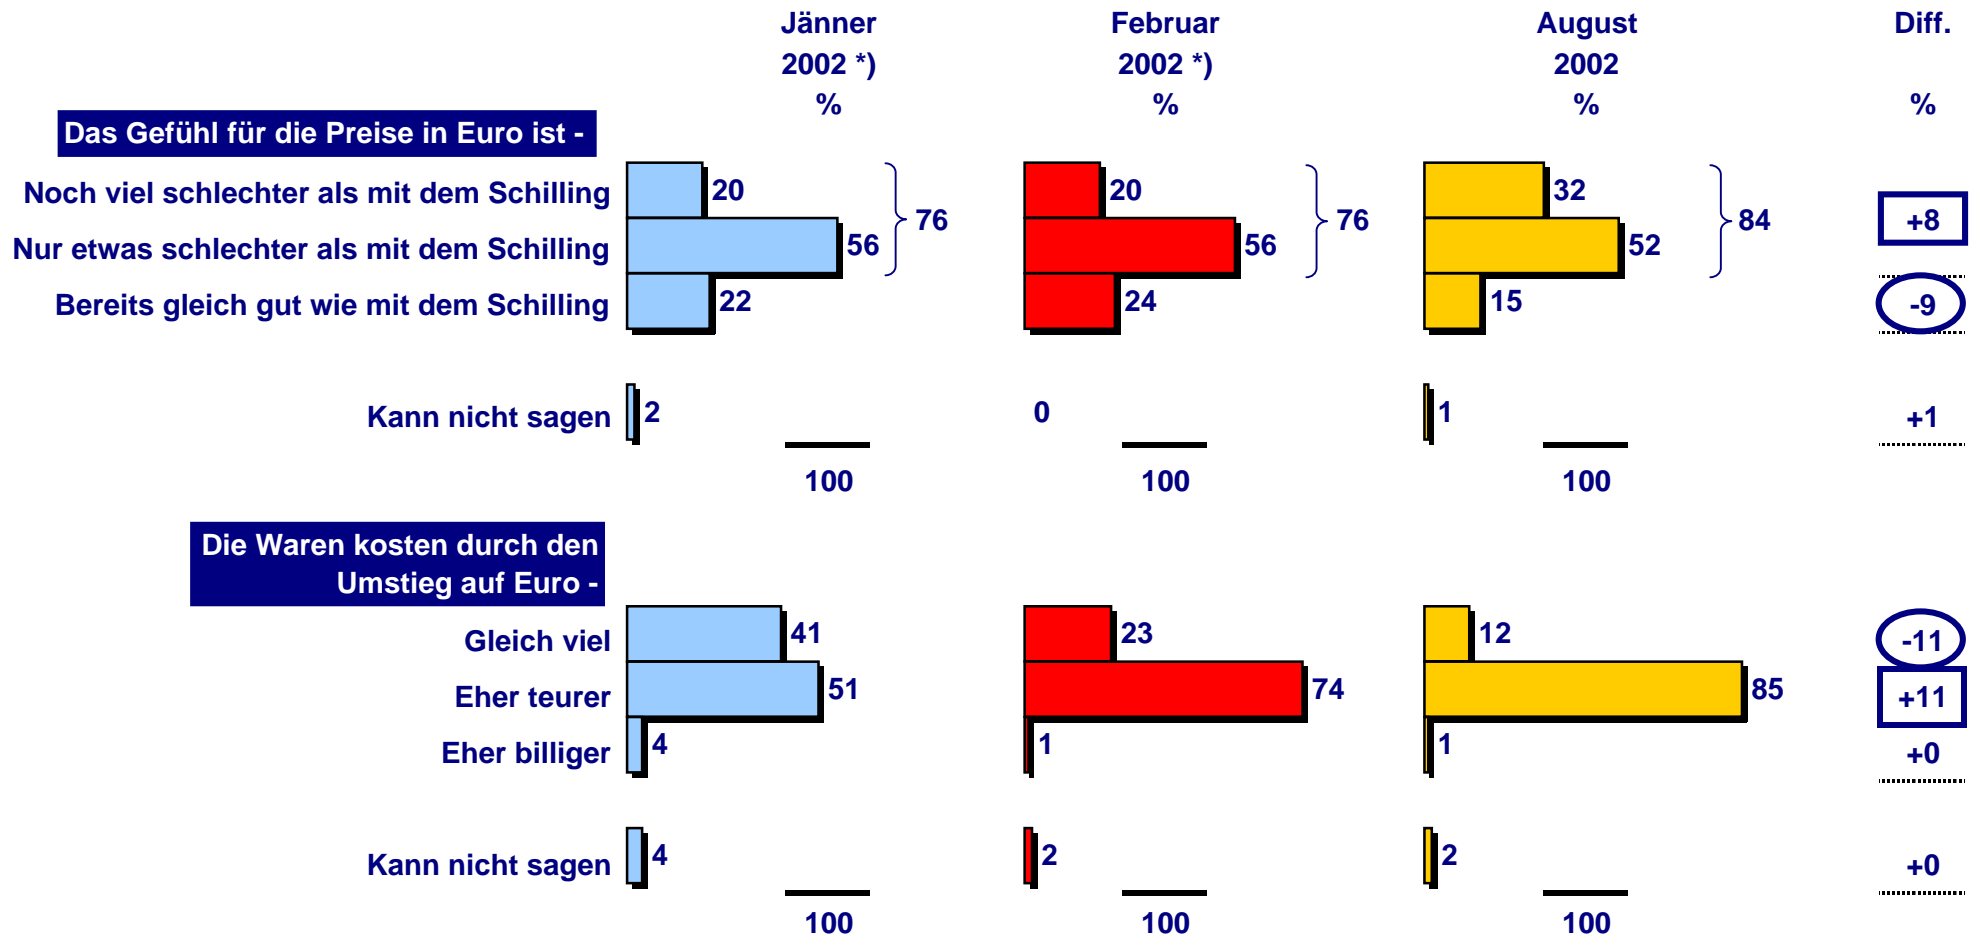 Jänner Februar August Diff.
2002 *) 2002 *) 2002
% % % %
Das Gefühl für die Preise in Euro ist -
Noch viel schlechter als mit dem Schilling 20 20 32
76 76 84 +8
Nur etwas schlechter als mit dem Schilling 56 56 52
Bereits gleich gut wie mit dem Schilling 22 24 15 -9
Kann nicht sagen 2 0 1 +1
100 100 100
Die Waren kosten durch den
Umstieg auf Euro -
Gleich viel 41 23 12 -11
Eher teurer 51 74 85 +11
Eher billiger 4 1 1 +0
Kann nicht sagen 4 2 2 +0
100 100 100